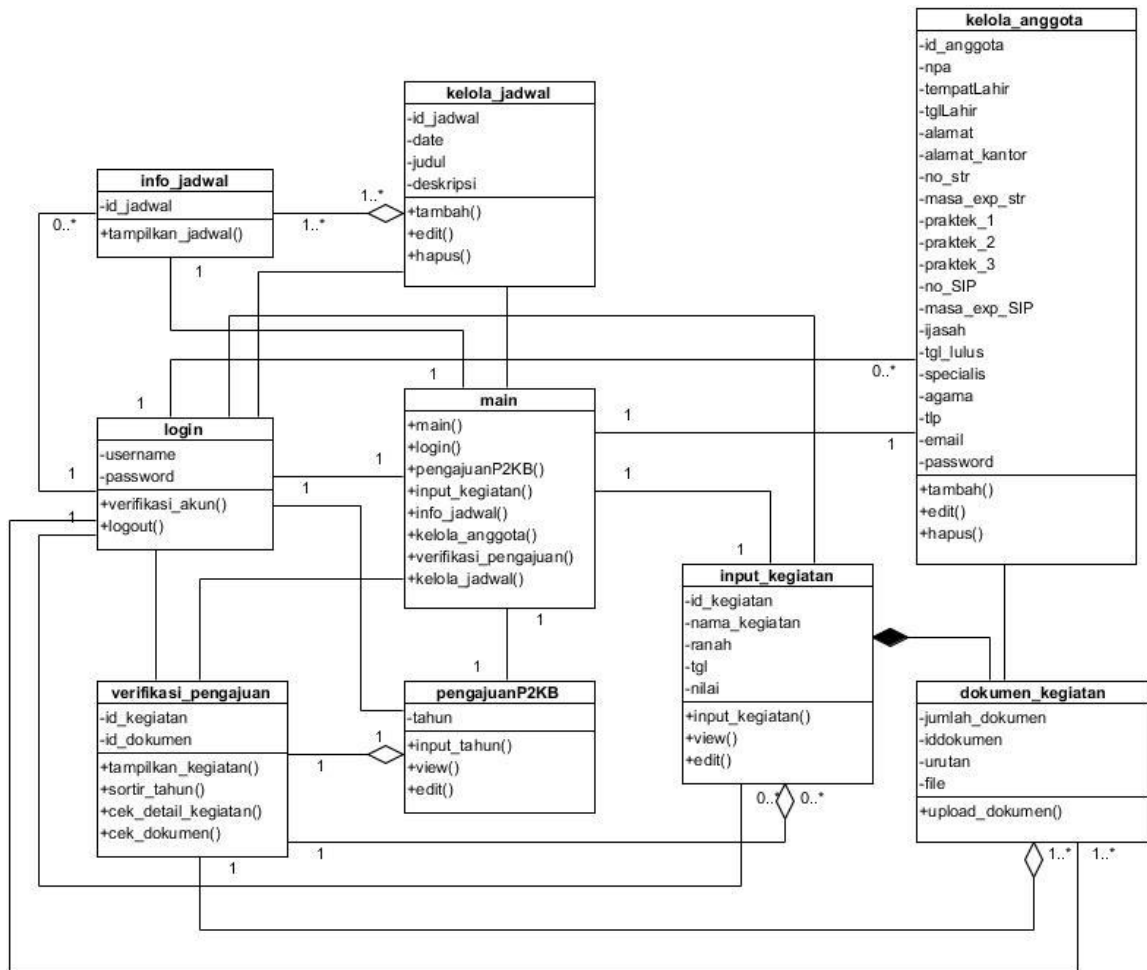 kelola_anggota
-id_anggota
-npa
-tempatLahir
-tglLahir
-alamat
-alamat_kantor
-no_str
-masa_exp_str
-praktek_1
-praktek_2
-praktek_3
-no_SIP
-masa_exp_SIP
-ijasah
-tgl_lulus
-specialis
-agama
-tlp
-email
-password
+tambah()
+edit()
+hapus()
kelola_jadwal
-id_jadwal
-date
-judul
-deskripsi
+tambah()
+edit()
+hapus()
info_jadwal
-id_jadwal
+tampilkan_jadwal()
0..*
1..*
1..*
1
1
1
0..*
main
+main()
+login()
+pengajuanP2KB()
+input_kegiatan()
+info_jadwal()
+kelola_anggota()
+verifikasi_pengajuan()
+kelola_jadwal()
login
-username
-password
+verifikasi_akun()
+logout()
1
1
1
1
1
1
1
1
1
1
1
input_kegiatan
-id_kegiatan
-nama_kegiatan
-ranah
-tgl
-nilai
+input_kegiatan()
+view()
+edit()
verifikasi_pengajuan
-id_kegiatan
-id_dokumen
+tampilkan_kegiatan()
+sortir_tahun()
+cek_detail_kegiatan()
+cek_dokumen()
pengajuanP2KB
-tahun
+input_tahun()
+view()
+edit()
dokumen_kegiatan
-jumlah_dokumen
-iddokumen
-urutan
-file
+upload_dokumen()
1
1
0..*
0..*
1
1
1..*
1..*